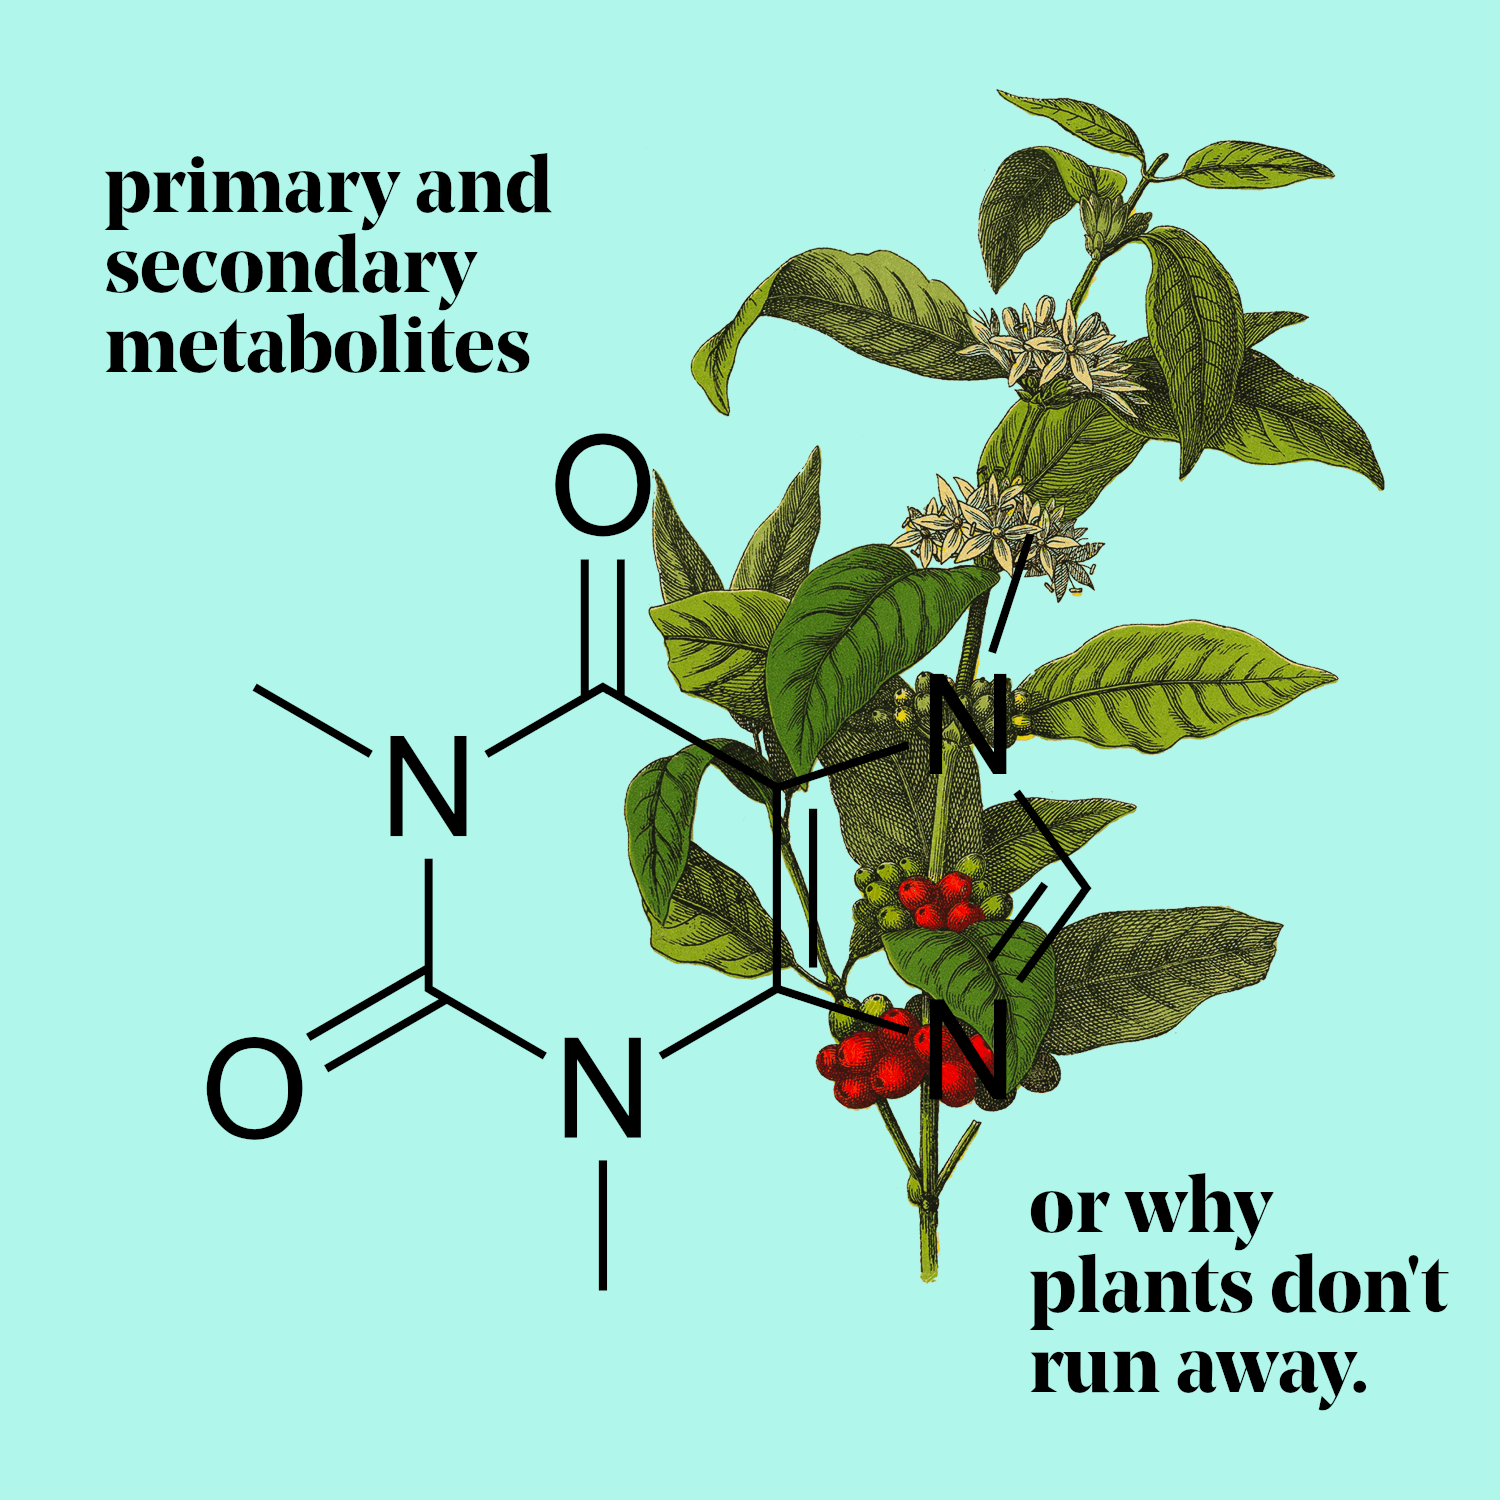 primary and
secondary
metabolites
O
N
N
O
N
N
or why
plants don't
run away.